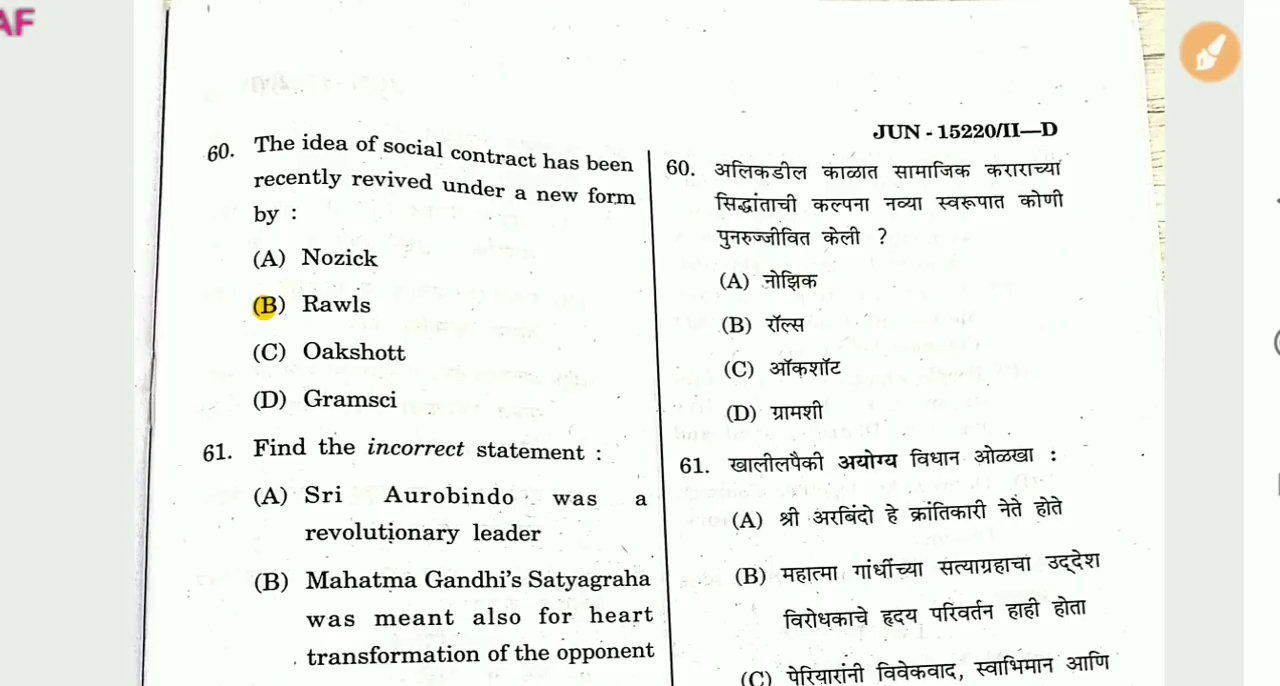 AF
JUN - 15220/II—D
60. The idea of social contract has been
recently revived under a new form
by :
(A) Nozick
(B) Rawls
(C) Oakshott
(D) Gramsci
61. Find the incorrect statement :
(A) Sri Aurobindo was a
revolutionary leader
(B) Mahatma Gandhi's Satyagraha
was meant also for heart
transformation of the opponent
60. अलिकडील काळात सामाजिक कराराच्या
सिद्धांताची कल्पना नव्या स्वरूपात कोणी
पुनरुज्जीवित केली ?
(A) नोझिक
(B) रॉल्स
(C) ऑकशॉट
(D) ग्रामशी
61. खालीलपैकी अयोग्य विधान ओळखा :
(A) श्री अरबिंदो हे क्रांतिकारी नेते होते
(B) महात्मा गांधींच्या सत्याग्रहाचा उद्देश
विरोधकाचे हृदय परिवर्तन हाही होता
(C) पेरियारांनी विवेकवाद, स्वाभिमान आणि